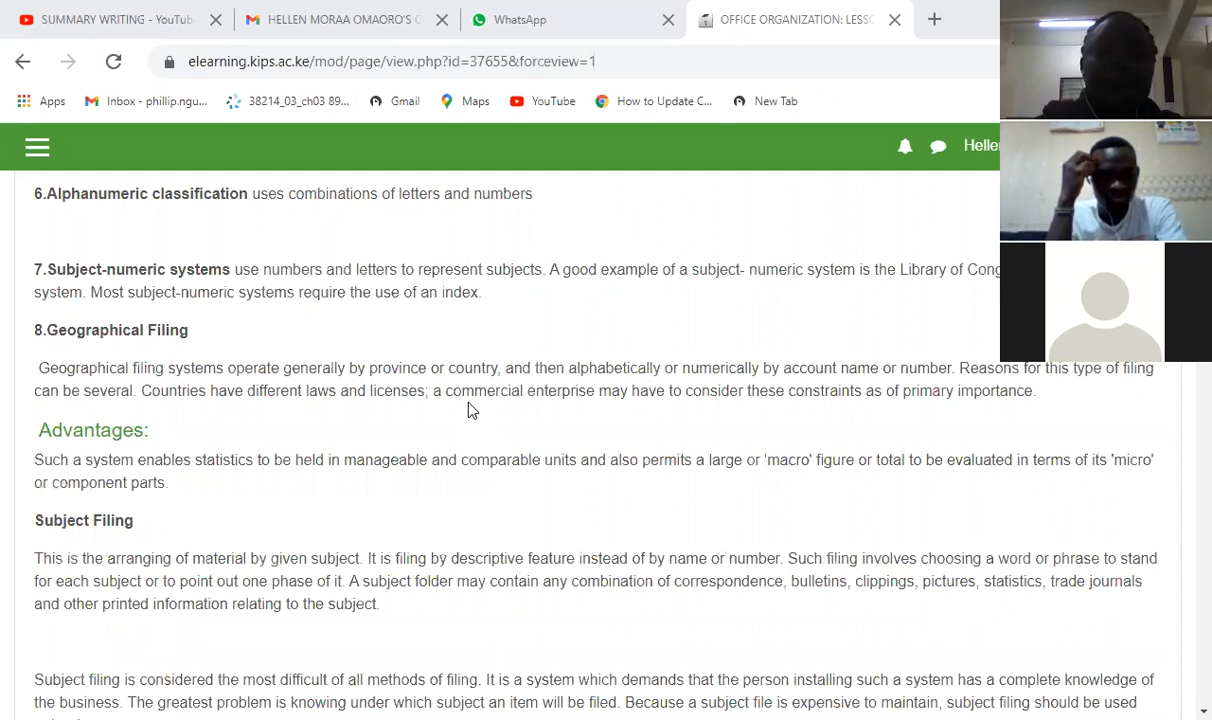 SUMMARY WRITING - YouTub
HELLEN MORAA OMAORO'S
WhatsApp
OFFICE ORGANIZATION: LESS
elearning.kips.ac.ke/mod/page/view.php?id=37655&forceview=1
Apps
Inbox - phillip.ngu...
38214_03_ch03 89...
Gmail
Maps
YouTube
How to Update C...
New Tab
Heller
6.Alphanumeric classification uses combinations of letters and numbers
7.Subject-numeric systems use numbers and letters to represent subjects. A good example of a subject- numeric system is the Library of Cong
system. Most subject-numeric systems require the use of an index.
8.Geographical Filing
Geographical filing systems operate generally by province or country, and then alphabetically or numerically by account name or number. Reasons for this type of filing
can be several. Countries have different laws and licenses; a commercial enterprise may have to consider these constraints as of primary importance.
Advantages:
Such a system enables statistics to be held in manageable and comparable units and also permits a large or 'macro' figure or total to be evaluated in terms of its 'micro'
or component parts.
Subject Filing
This is the arranging of material by given subject. It is filing by descriptive feature instead of by name or number. Such filing involves choosing a word or phrase to stand
for each subject or to point out one phase of it. A subject folder may contain any combination of correspondence, bulletins, clippings, pictures, statistics, trade journals
and other printed information relating to the subject.
Subject filing is considered the most difficult of all methods of filing. It is a system which demands that the person installing such a system has a complete knowledge of
the business. The greatest problem is knowing under which subject an item will be filed. Because a subject file is expensive to maintain, subject filing should be used